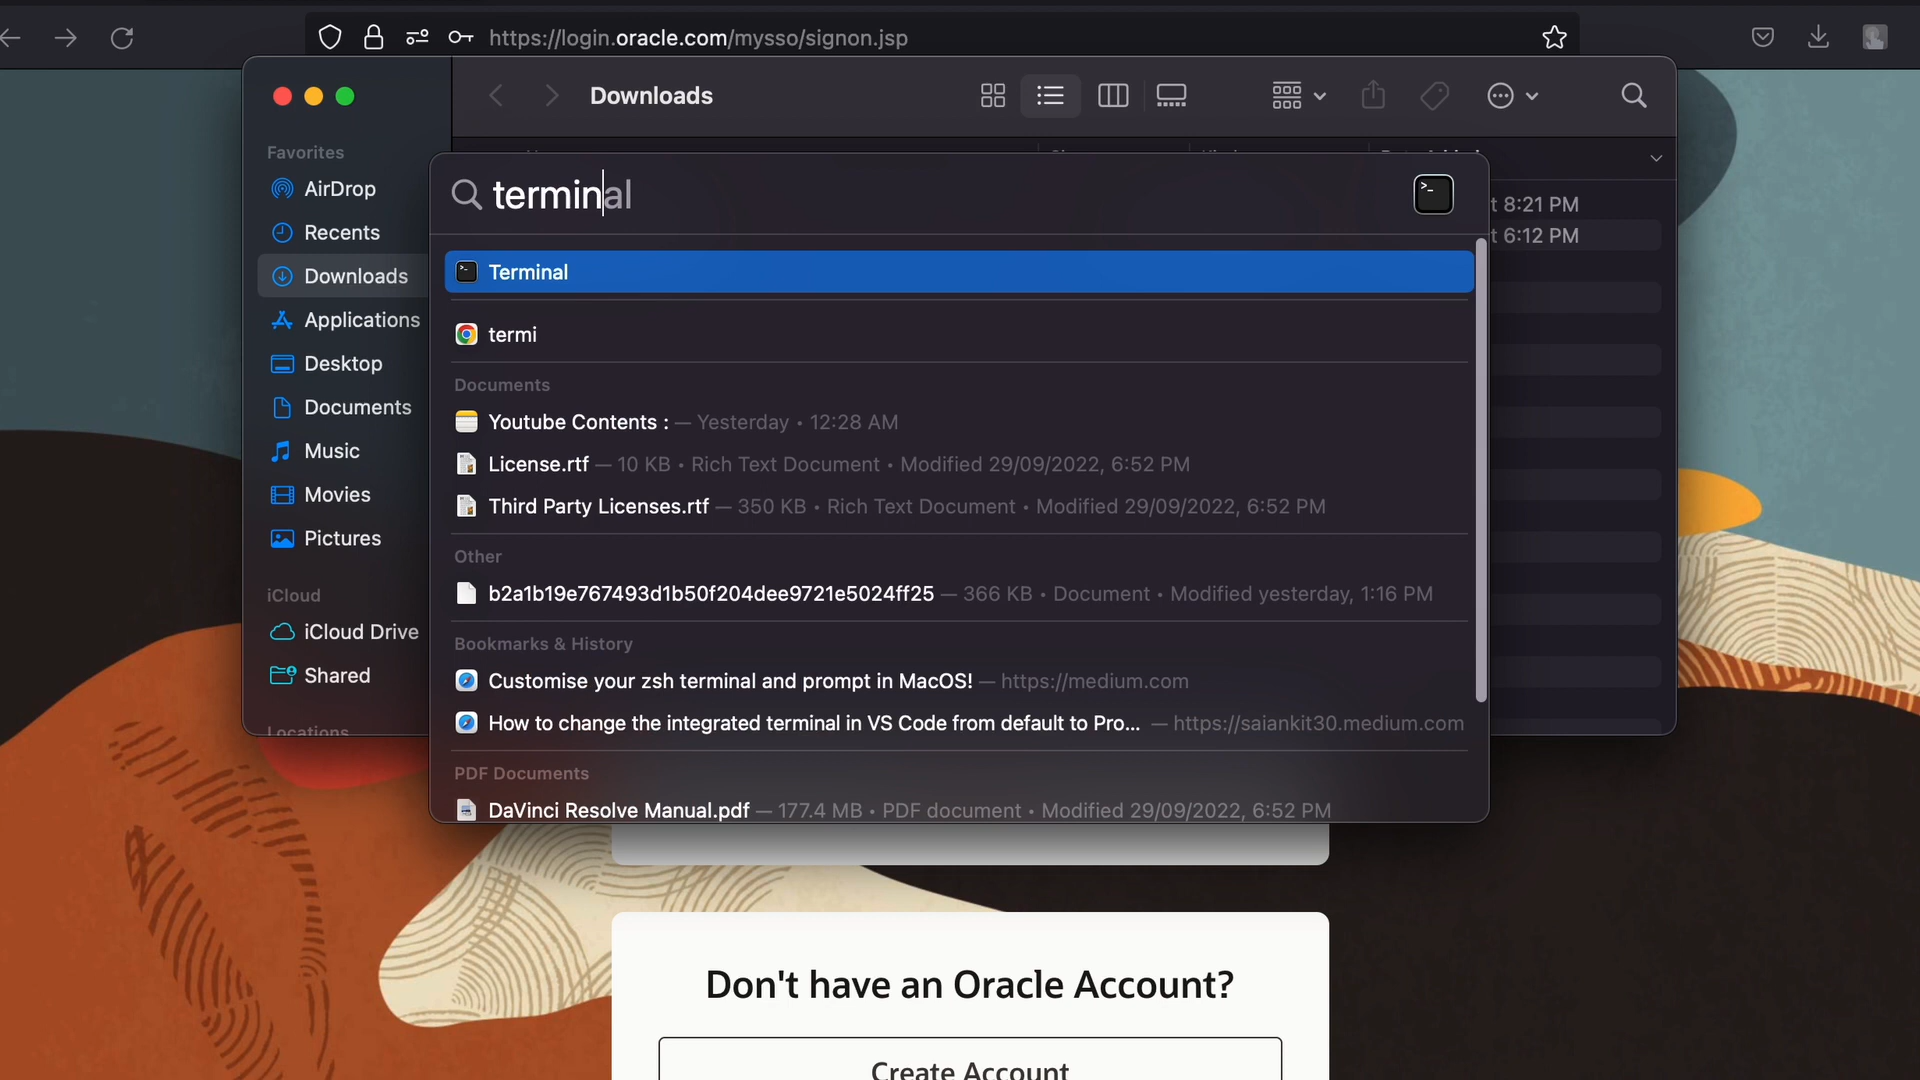 https://login.oracle.com/mysso/signon.jsp
Downloads
Favorites
AirDrop
Recents
Downloads
Applications
Desktop
Documents
Music
Movies
Pictures
iCloud
iCloud Drive
Shared
Locations
terminal
Terminal
termi
Documents
Youtube Contents : — Yesterday • 12:28 AM
License.rtf — 10 KB • Rich Text Document • Modified 29/09/2022, 6:52 PM
Third Party Licenses.rtf — 350 KB • Rich Text Document • Modified 29/09/2022, 6:52 PM
Other
b2a1b19e767493d1b50f204dee9721e5024ff25 — 366 KB • Document • Modified yesterday, 1:16 PM
Bookmarks & History
Customise your zsh terminal and prompt in MacOS! — https://medium.com
How to change the integrated terminal in VS Code from default to Pro... — https://saiankit30.medium.com
PDF Documents
DaVinci Resolve Manual.pdf — 177.4 MB • PDF document • Modified 29/09/2022, 6:52 PM
t 8:21 PM
t 6:12 PM
Don't have an Oracle Account?
Create Account